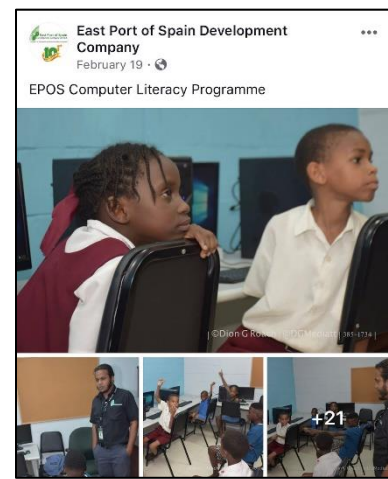 East Port of Spain Development
Company
February 19
EPOS Computer Literacy Programme
+21